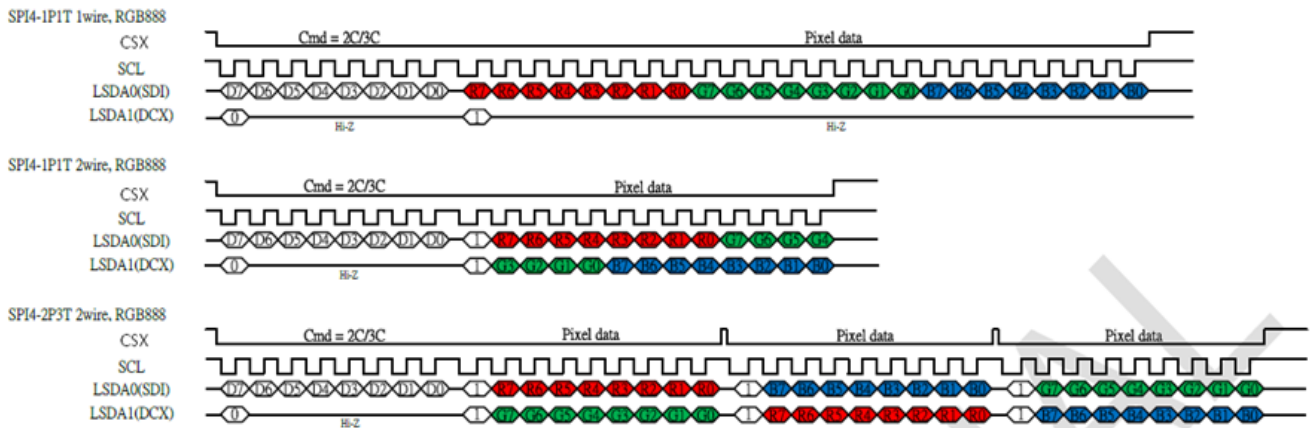 SPI4-1P1T 1wire, RGB888
CSX Cmd = 2C/3C Pixel data
SCL
LSDA0(SDI) D7 D6 D5 D4 D3 D2 D1 D0 R7 R6 R5 R4 R3 R2 R1 R0 G7 G6 G5 G4 G3 G2 G1 G0 B7 B6 B5 B4 B3 B2 B1 B0
LSDA1(DCX) 0 Hi-Z 1 Hi-Z
SPI4-1P1T 2wire, RGB888
CSX Cmd = 2C/3C Pixel data
SCL
LSDA0(SDI) D7 D6 D5 D4 D3 D2 D1 D0 1 R7 R6 R5 R4 R3 R2 R1 R0 G7 G6 G5 G4
LSDA1(DCX) 0 Hi-Z 1 G3 G2 G1 G0 B7 B6 B5 B4 B3 B2 B1 B0
SPI4-2P3T 2wire, RGB888
CSX Cmd = 2C/3C Pixel data Pixel data Pixel data
SCL
LSDA0(SDI) D7 D6 D5 D4 D3 D2 D1 D0 1 R7 R6 R5 R4 R3 R2 R1 R0 1 B7 B6 B5 B4 B3 B2 B1 B0 1 G7 G6 G5 G4 G3 G2 G1 G0
LSDA1(DCX) 0 Hi-Z 1 G7 G6 G5 G4 G3 G2 G1 G0 1 R7 R6 R5 R4 R3 R2 R1 R0 1 B7 B6 B5 B4 B3 B2 B1 B0